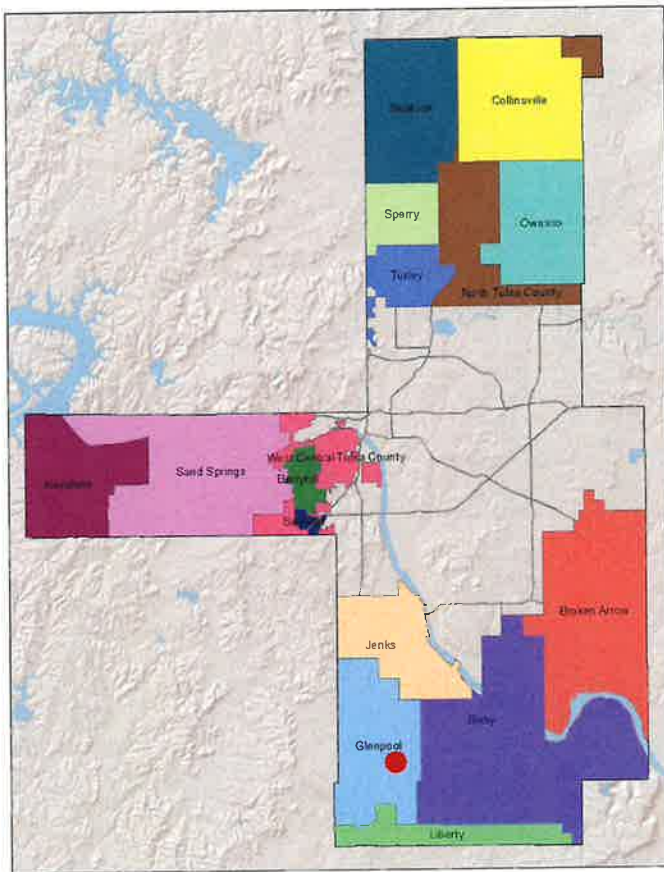 Collinsville
Sperry
Owasso
Turley
North Tulsa County
West Central Tulsa County
Sand Springs
Keystone
Berryhill
Broken Arrow
Jenks
Bixby
Glenpool
Liberty